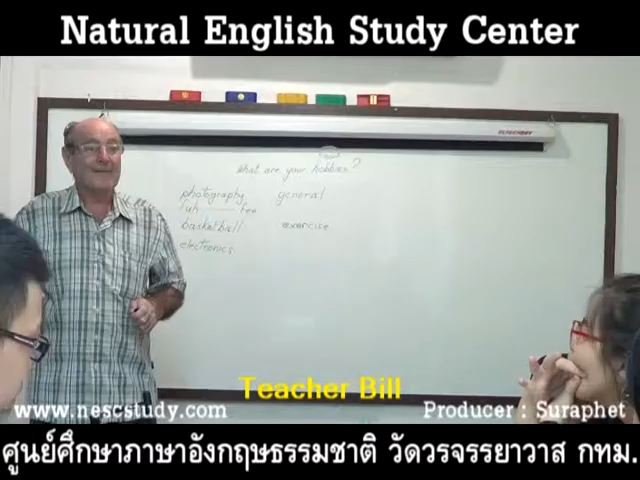 Natural English Study Center
What are your hobbies?
photography general
fuh tee
basketball exercise
electronics
Teacher Bill
www.nescstudy.com Producer : Suraphet
ศูนย์ศึกษาภาษาอังกฤษธรรมชาติ วัดวรจรรยาวาส กทม.